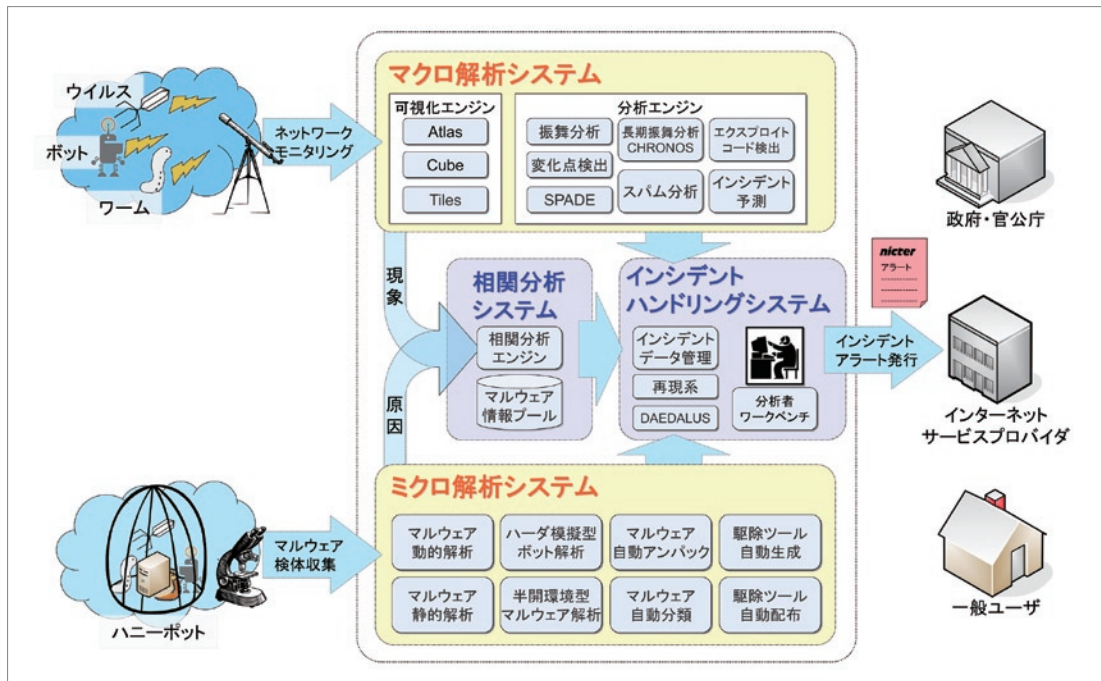 マクロ解析システム
可視化エンジン
Atlas
Cube
Tiles
分析エンジン
振舞分析
変化点検出
SPADE
長期振舞分析
CHRONOS
スパム分析
エクスプロイト
コード検出
インシデント
予測
ウイルス
ボット
ワーム
ネットワーク
モニタリング
現象
原因
相関分析
システム
相関分析
エンジン
マルウェア
情報プール
インシデント
ハンドリングシステム
インシデント
データ管理
再現系
DAEDALUS
分析者
ワークベンチ
nicter
アラート
インシデント
アラート発行
政府・官公庁
インターネット
サービスプロバイダ
一般ユーザ
ミクロ解析システム
マルウェア
動的解析
ハーダ模擬型
ボット解析
マルウェア
自動アンパック
駆除ツール
自動生成
マルウェア
静的解析
半開環境型
マルウェア解析
マルウェア
自動分類
駆除ツール
自動配布
マルウェア
検体収集
ハニーポット